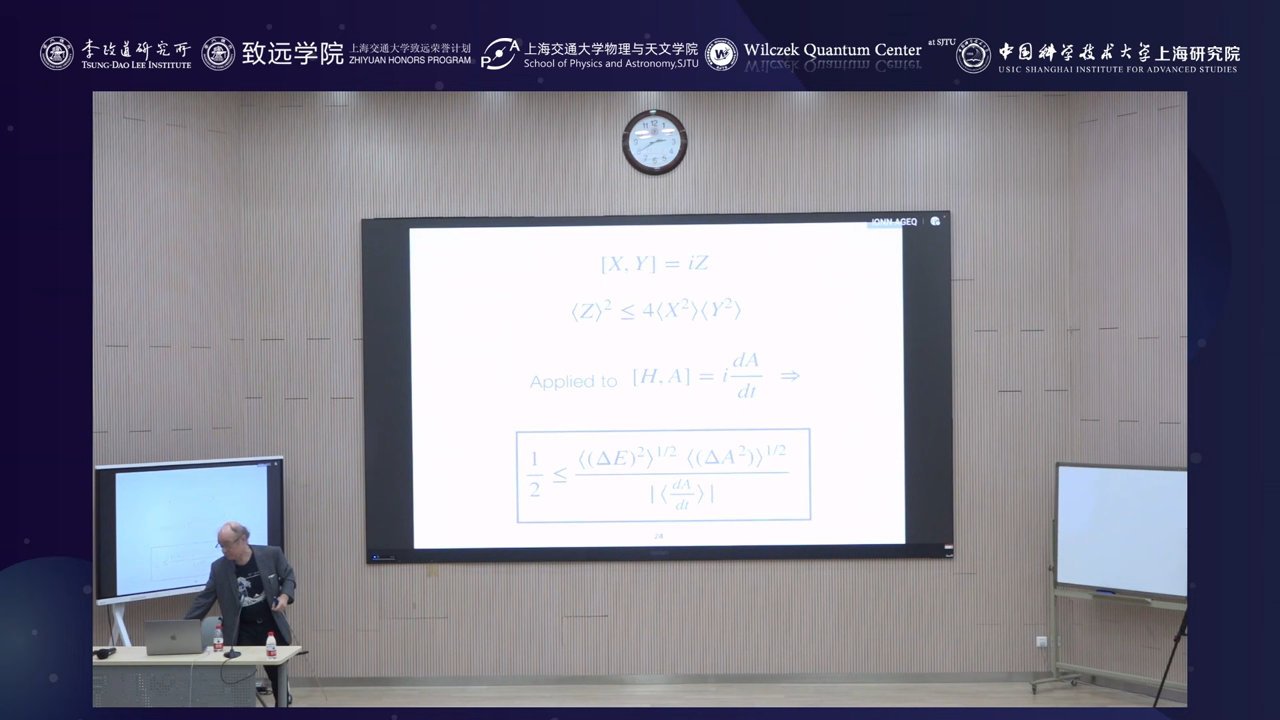 李政道研究所
TSUNG-DAO LEE INSTITUTE
致远学院
上海交通大学致远荣誉计划
ZHIYUAN HONORS PROGRAM
上海交通大学物理与天文学院
School of Physics and Astronomy,SJTU
Wilczek Quantum Center at SJTU
中国科学技术大学上海研究院
USTC SHANGHAI INSTITUTE FOR ADVANCED STUDIES
[X, Y] = iZ
⟨Z⟩² ≤ 4⟨X²⟩⟨Y²⟩
Applied to [H, A] = i dA/dt ⇒
1/2 ≤ ⟨(ΔE)²⟩^1/2 ⟨(ΔA²)⟩^1/2 / |⟨dA/dt⟩|